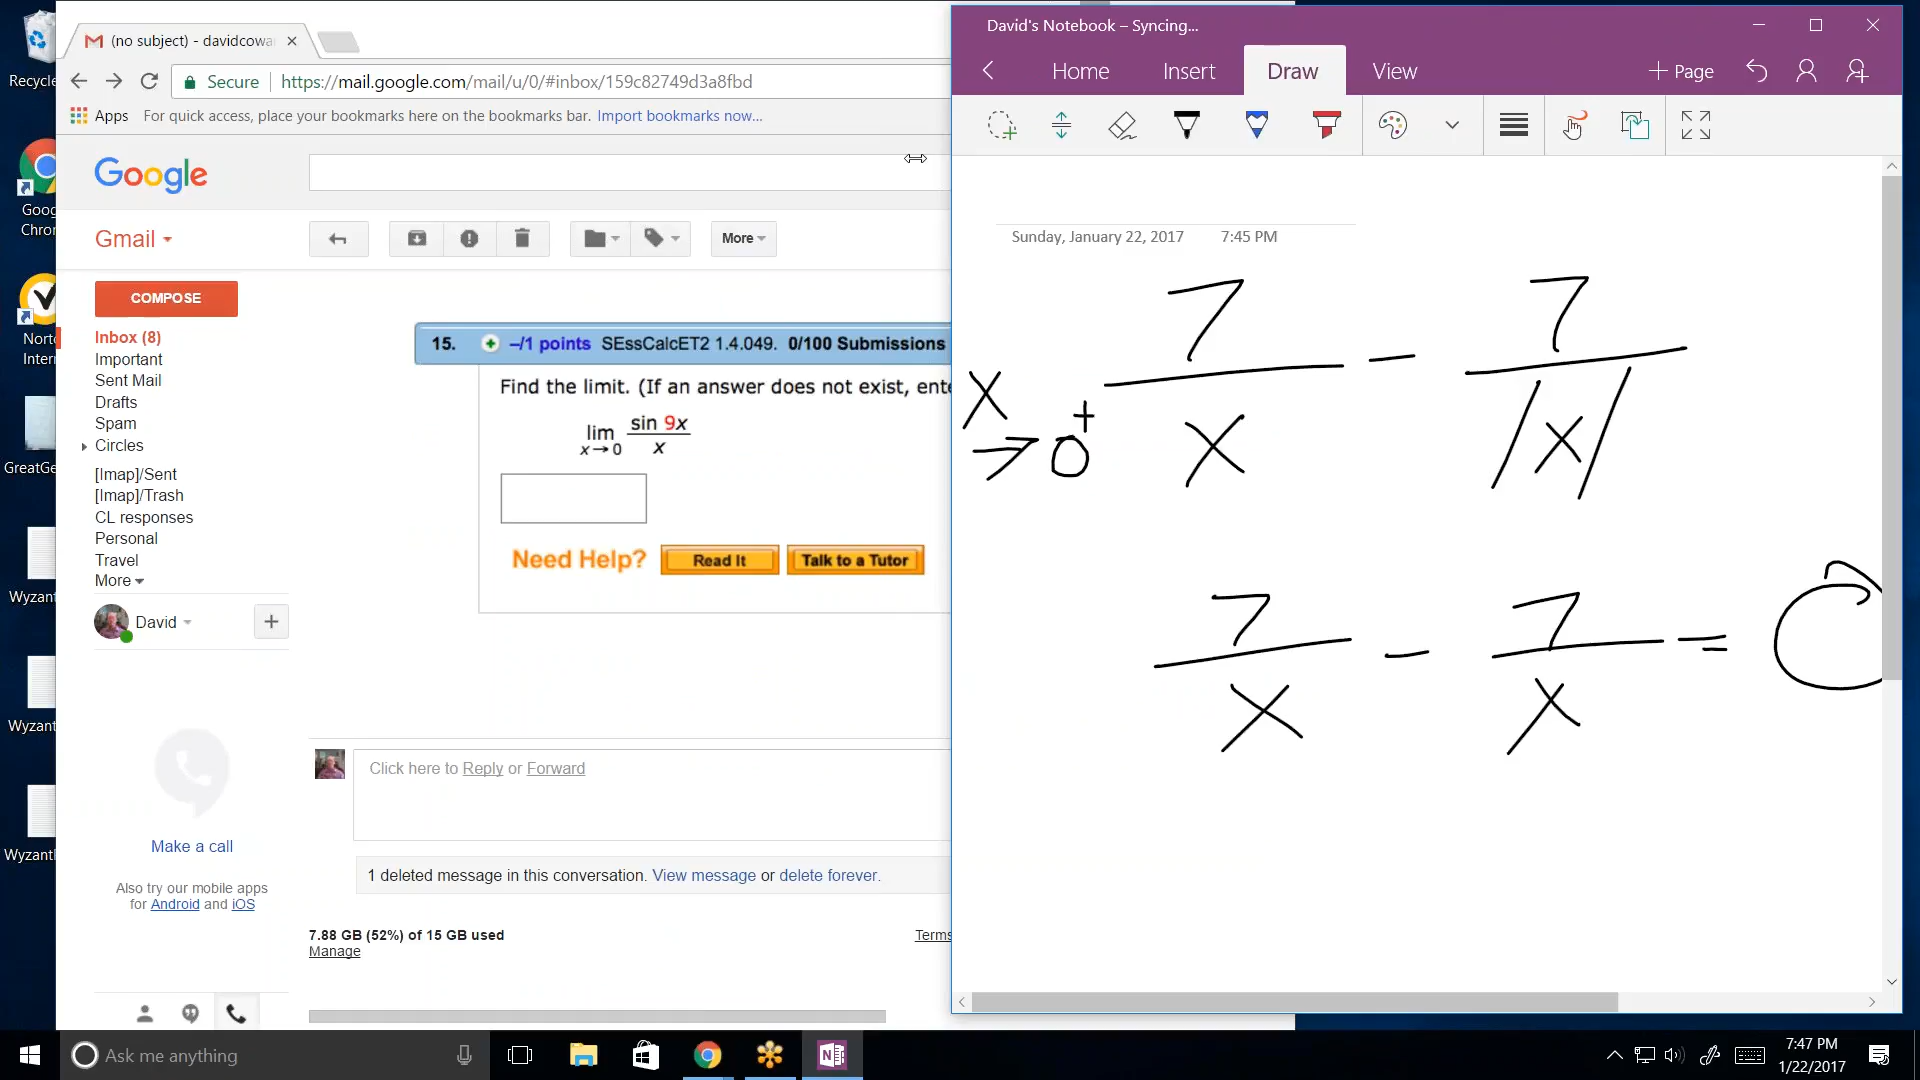 (no subject) - davidcowa
Secure https://mail.google.com/mail/u/0/#inbox/159c82749d3a8fbd
Apps For quick access, place your bookmarks here on the bookmarks bar. Import bookmarks now...
Google
Gmail
More
COMPOSE
Inbox (8)
Important
Sent Mail
Drafts
Spam
Circles
[Imap]/Sent
[Imap]/Trash
CL responses
Personal
Travel
More
David
Make a call
Also try our mobile apps
for Android and iOS
15. –/1 points SEssCalcET2 1.4.049. 0/100 Submissions
Find the limit. (If an answer does not exist, ente
lim x→0 sin 9x / x
Need Help? Read It Talk to a Tutor
Click here to Reply or Forward
1 deleted message in this conversation. View message or delete forever.
7.88 GB (52%) of 15 GB used
Manage
Terms
Recycle
Goog
Chron
Norto
Inter
GreatGe
Wyzant
Wyzant
Wyzant
David's Notebook – Syncing...
Home Insert Draw View + Page
Sunday, January 22, 2017 7:45 PM
x → 0+ 7/x - 7/|x|
7/x - 7/x =
Ask me anything
7:47 PM
1/22/2017